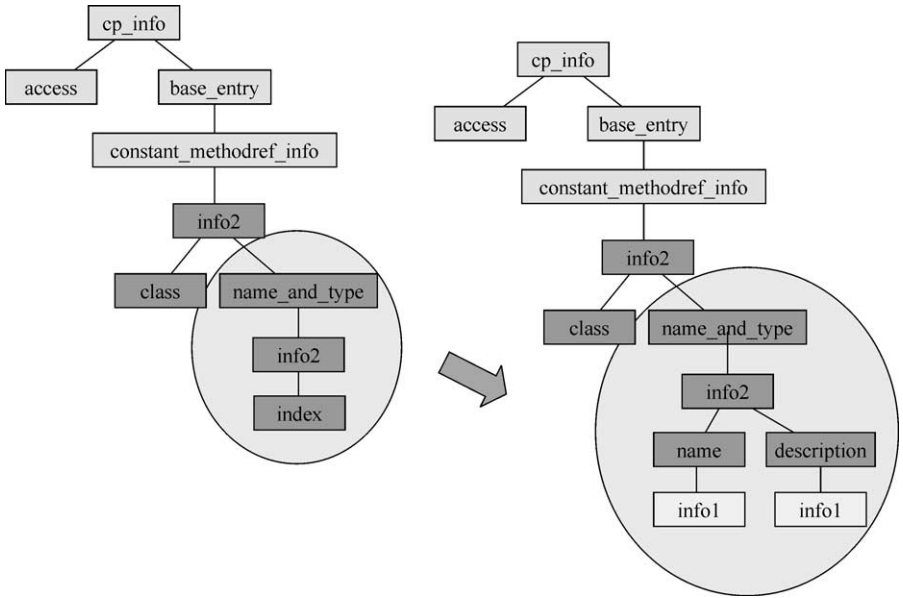 cp_info
access
base_entry
constant_methodref_info
info2
class
name_and_type
info2
index
cp_info
access
base_entry
constant_methodref_info
info2
class
name_and_type
info2
name
description
info1
info1